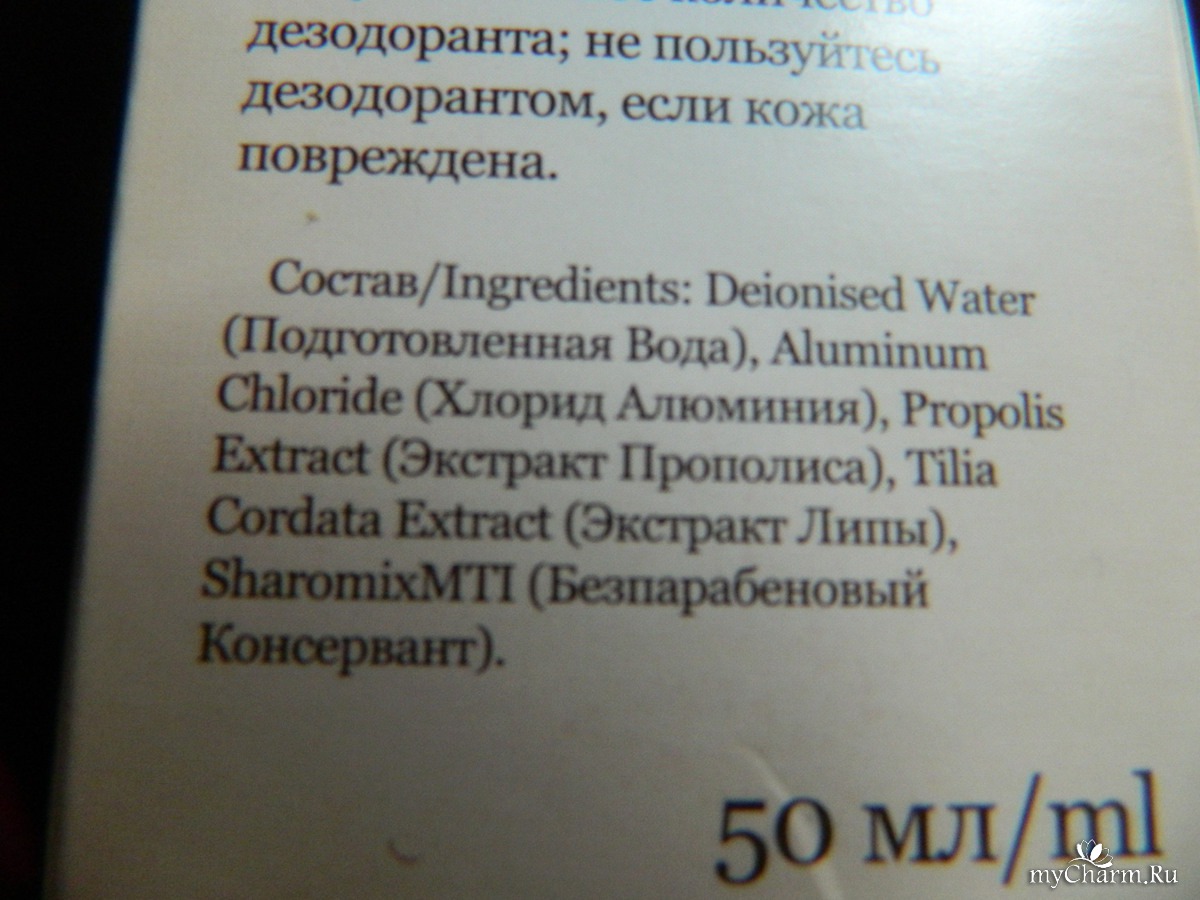 количество
дезодоранта; не пользуйтесь
дезодорантом, если кожа
повреждена.
Состав/Ingredients: Deionised Water
(Подготовленная Вода), Aluminum
Chloride (Хлорид Алюминия), Propolis
Extract (Экстракт Прополиса), Tilia
Cordata Extract (Экстракт Липы),
SharomixMTI (Безпарабеновый
Консервант).
50 мл/ml
myCharm.Ru